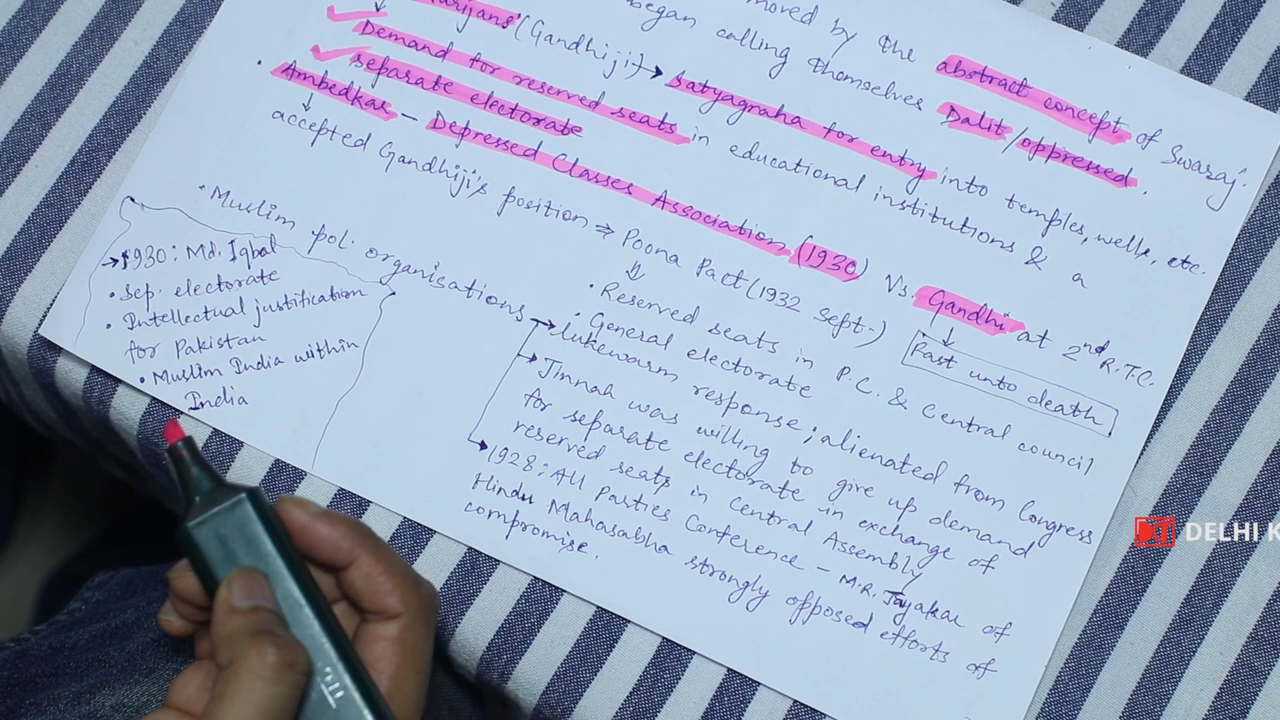 moved by the abstract concept of Swaraj.
began calling themselves Dalit/oppressed.
Harijans' (Gandhiji) → Satyagraha for entry into temples, wells, etc.
Demand for reserved seats in educational institutions & a
separate electorate
• Ambedkar – Depressed Classes Association (1930) Vs. Gandhi at 2nd R.T.C.
accepted Gandhiji's position ⇒ Poona Pact (1932 Sept.)
Fast unto death
• Reserved seats in P.C. & Central council
• General electorate
• Muslim pol. organisations → lukewarm response; alienated from Congress
→ Jinnah was willing to give up demand
for separate electorate in exchange of
reserved seats in Central Assembly
→ 1928: All Parties Conference – M.R. Jayakar of
Hindu Mahasabha strongly opposed efforts of
compromise.
→ 1930: Md. Iqbal
• Sep. electorate
• Intellectual justification
for Pakistan
• Muslim India within
India
DELHI K